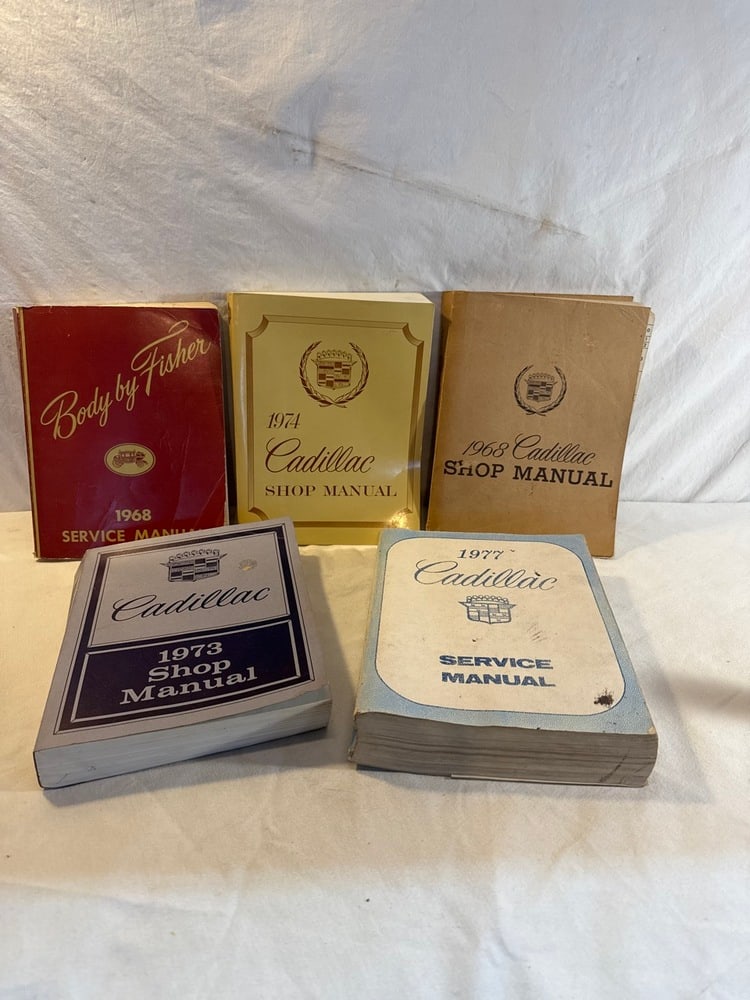 Body by Fisher
1968
SERVICE MANUAL
1974
Cadillac
SHOP MANUAL
1968 Cadillac
SHOP MANUAL
Cadillac
1973
Shop
Manual
1977
Cadillac
SERVICE
MANUAL